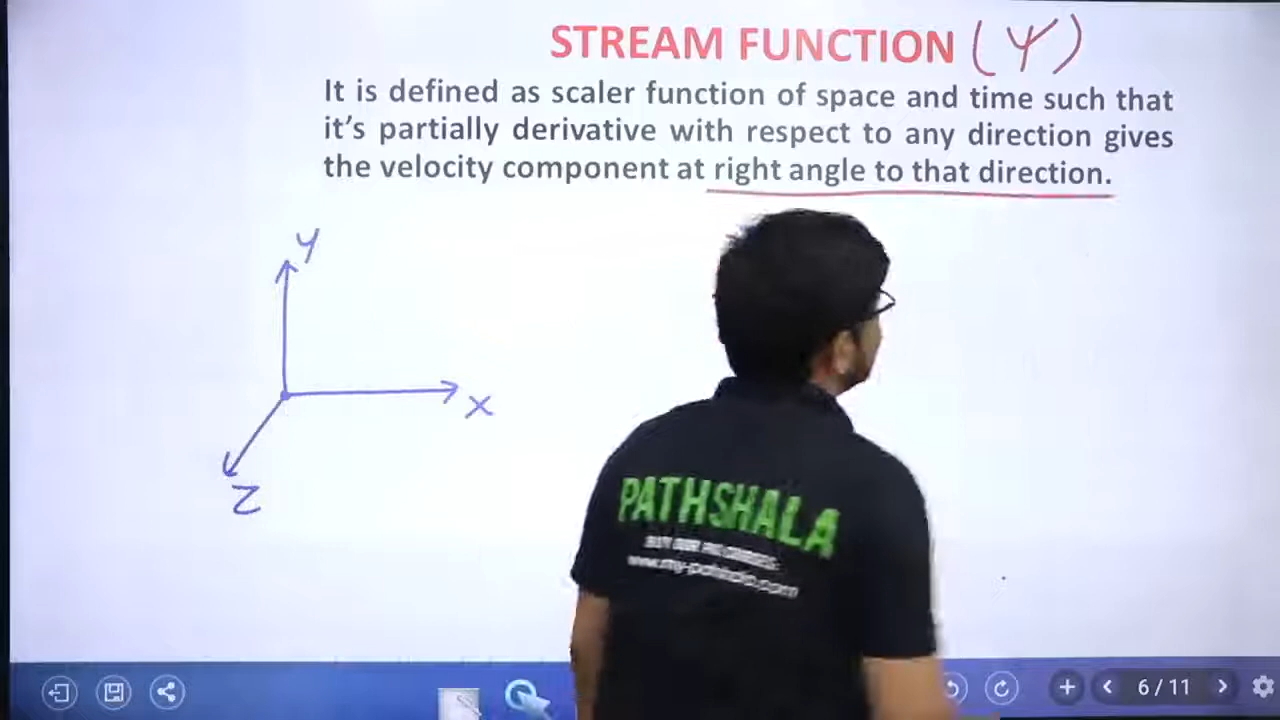 STREAM FUNCTION (Ψ)
It is defined as scaler function of space and time such that
it's partially derivative with respect to any direction gives
the velocity component at right angle to that direction.
Y
X
Z
PATHSHALA
6 / 11